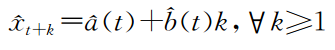 x̂ₜ₊ₖ=â(t)+b̂(t)k, ∀ k⩾1